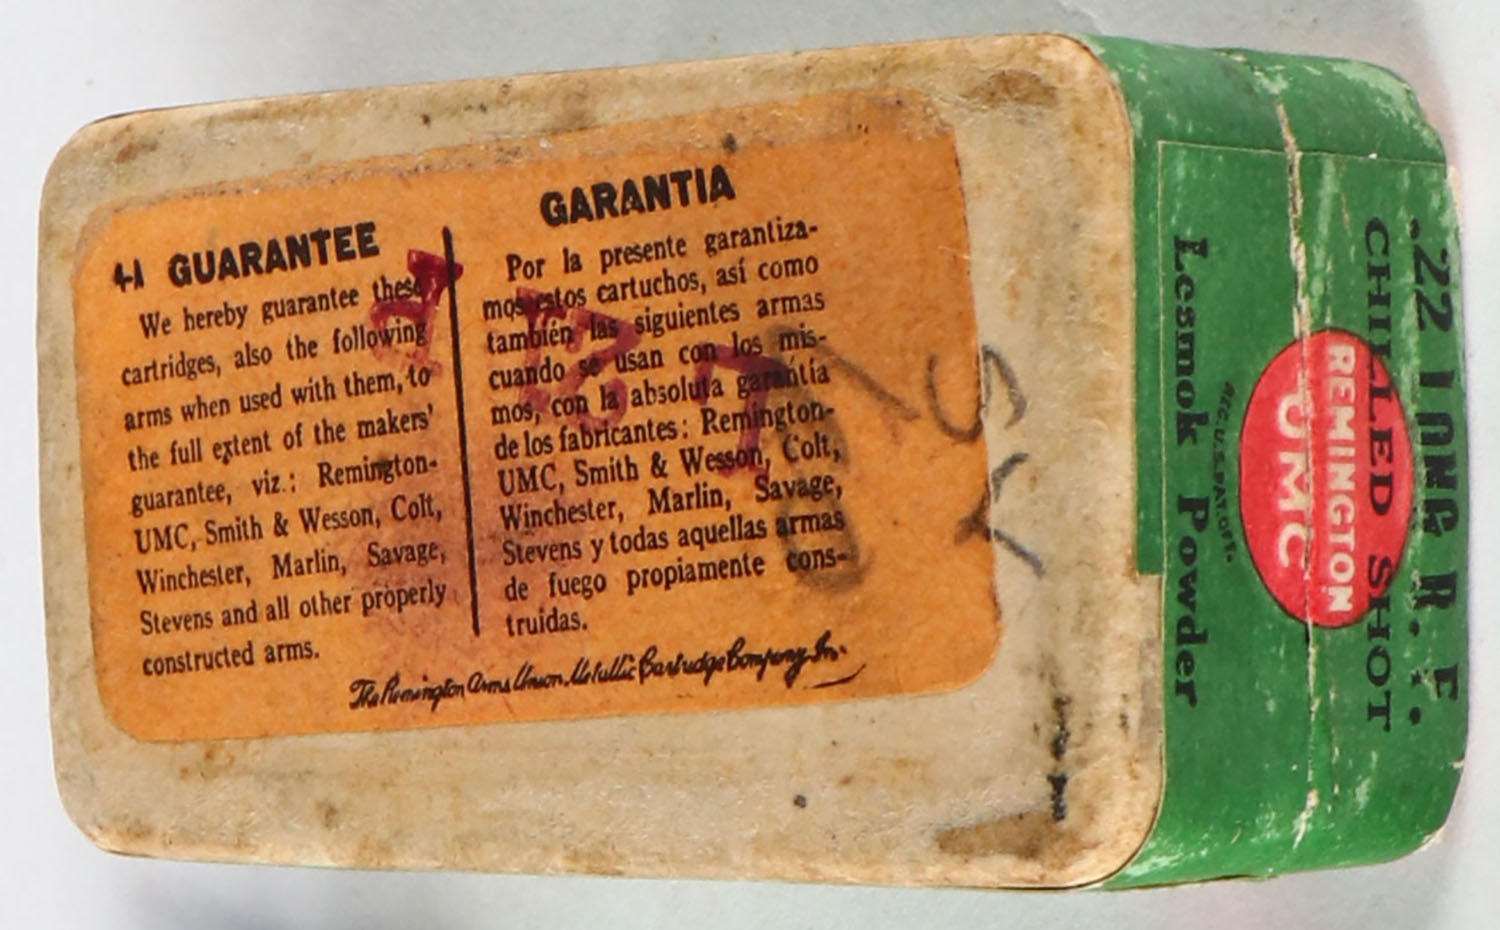 4-1 GUARANTEE
We hereby guarantee these
cartridges, also the following
arms when used with them, to
the full extent of the makers'
guarantee, viz.: Remington-
UMC, Smith & Wesson, Colt,
Winchester, Marlin, Savage,
Stevens and all other properly
constructed arms.
GARANTIA
Por la presente garantiza-
mos estos cartuchos, así como
también las siguientes armas
cuando se usan con los mis-
mos, con la absoluta garantía
de los fabricantes: Remington-
UMC, Smith & Wesson, Colt,
Winchester, Marlin, Savage,
Stevens y todas aquellas armas
de fuego propiamente cons-
truidas.
The Remington Arms Union Metallic Cartridge Company, Inc.
.22 LONG R. F.
CHILLED SHOT
REMINGTON
UMC
REG. U.S. PAT. OFF.
Lesmok Powder